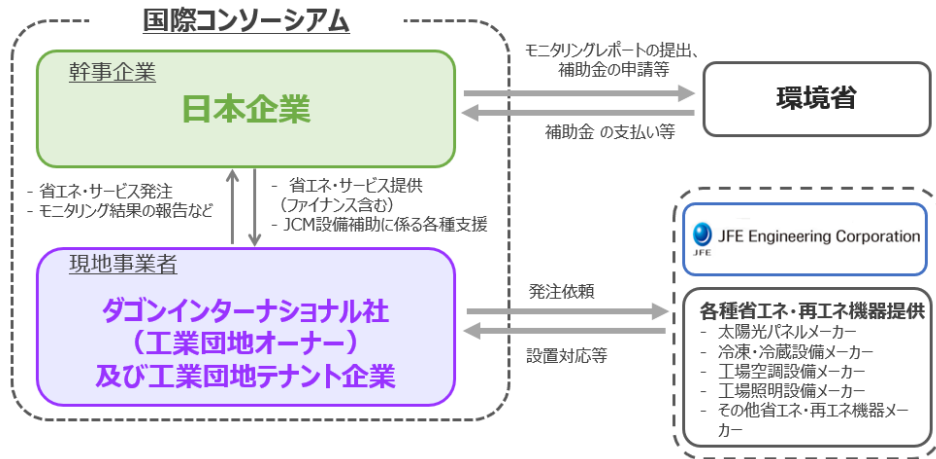 国際コンソーシアム
幹事企業
日本企業
モニタリングレポートの提出、
補助金の申請等
補助金 の支払い等
環境省
- 省エネ・サービス発注
- モニタリング結果の報告など
- 省エネ・サービス提供
（ファイナンス含む）
- JCM設備補助に係る各種支援
現地事業者
ダゴンインターナショナル社
（工業団地オーナー）
及び工業団地テナント企業
発注依頼
設置対応等
JFE
JFE Engineering Corporation
各種省エネ・再エネ機器提供
- 太陽光パネルメーカー
- 冷凍・冷蔵設備メーカー
- 工場空調設備メーカー
- 工場照明設備メーカー
- その他省エネ・再エネ機器メー
カー